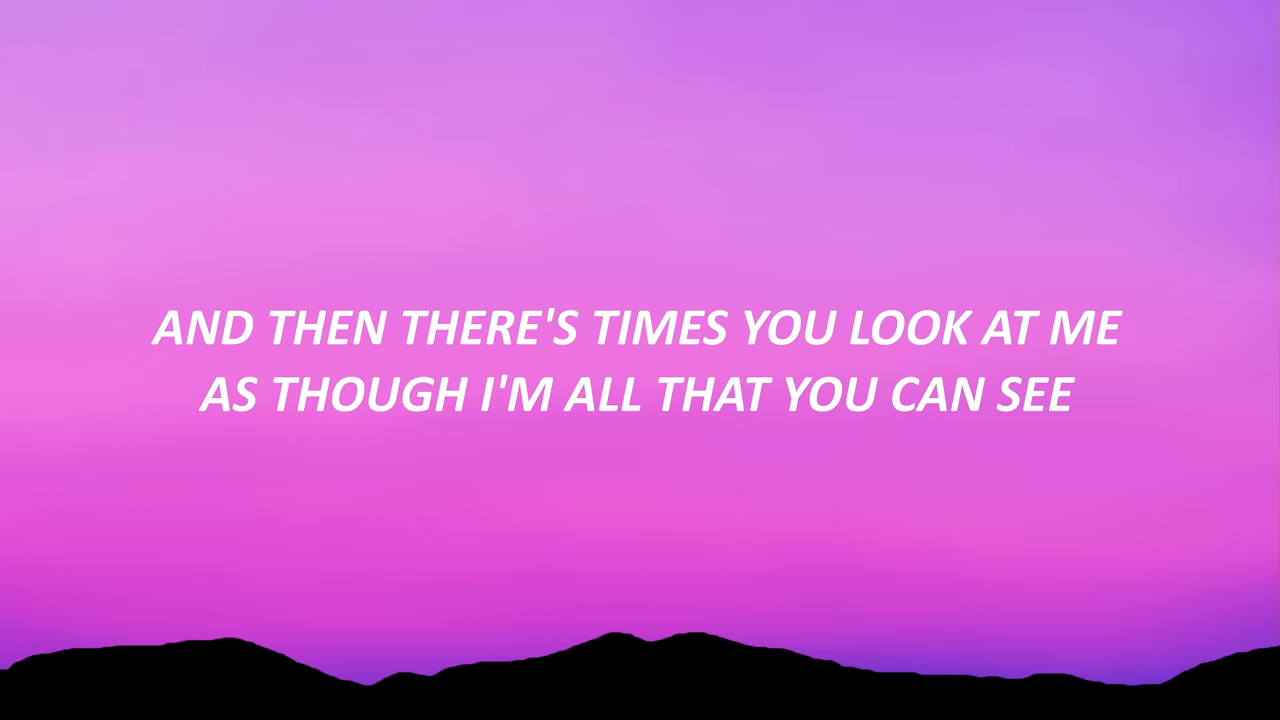 AND THEN THERE'S TIMES YOU LOOK AT ME
AS THOUGH I'M ALL THAT YOU CAN SEE